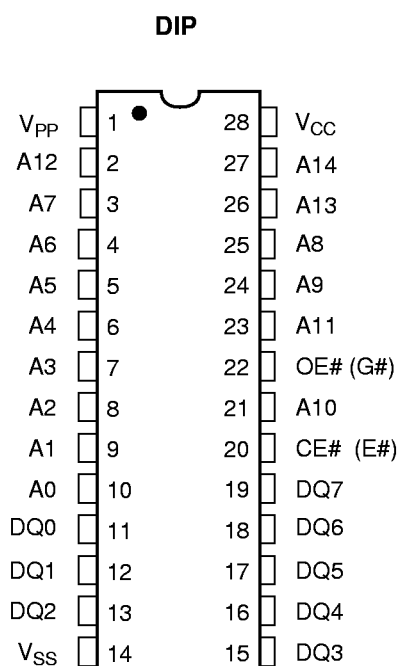 DIP
VPP 1 28 VCC
A12 2 27 A14
A7 3 26 A13
A6 4 25 A8
A5 5 24 A9
A4 6 23 A11
A3 7 22 OE# (G#)
A2 8 21 A10
A1 9 20 CE# (E#)
A0 10 19 DQ7
DQ0 11 18 DQ6
DQ1 12 17 DQ5
DQ2 13 16 DQ4
VSS 14 15 DQ3